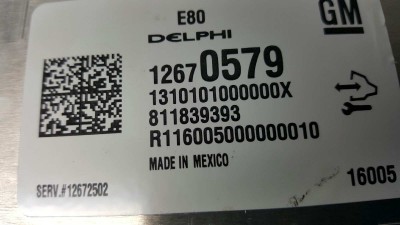 E80
GM
DELPHI
12670579
1310101000000X
811839393
R116005000000010
MADE IN MEXICO
SERV.#12672502
16005